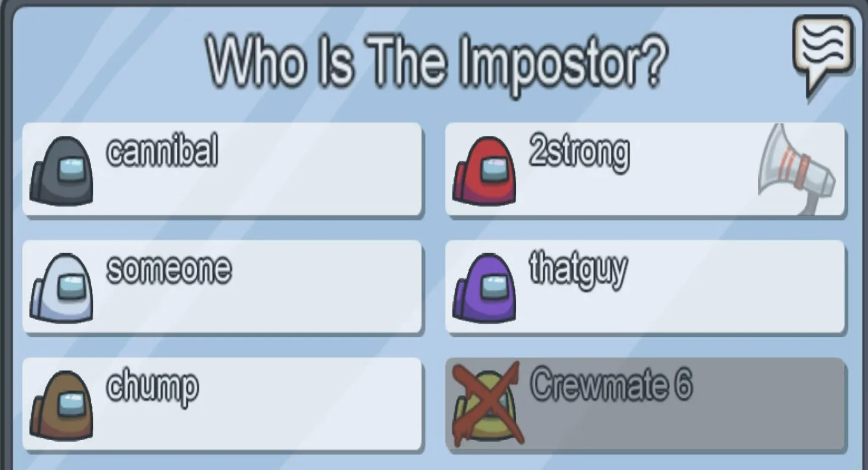 Who Is The Impostor?
cannibal
2strong
someone
thatguy
chump
Crewmate 6